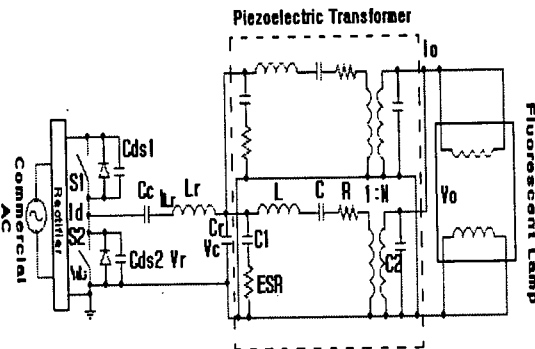 Piezoelectric Transformer
Io
Cds1
S1
Id
S2
Cds2
Vr
Cc
Lr
Cr
Vc
C1
ESR
L
C
R
1:N
C2
Vo
Rectifier
Commercial
AC
Fluorescent Lamp